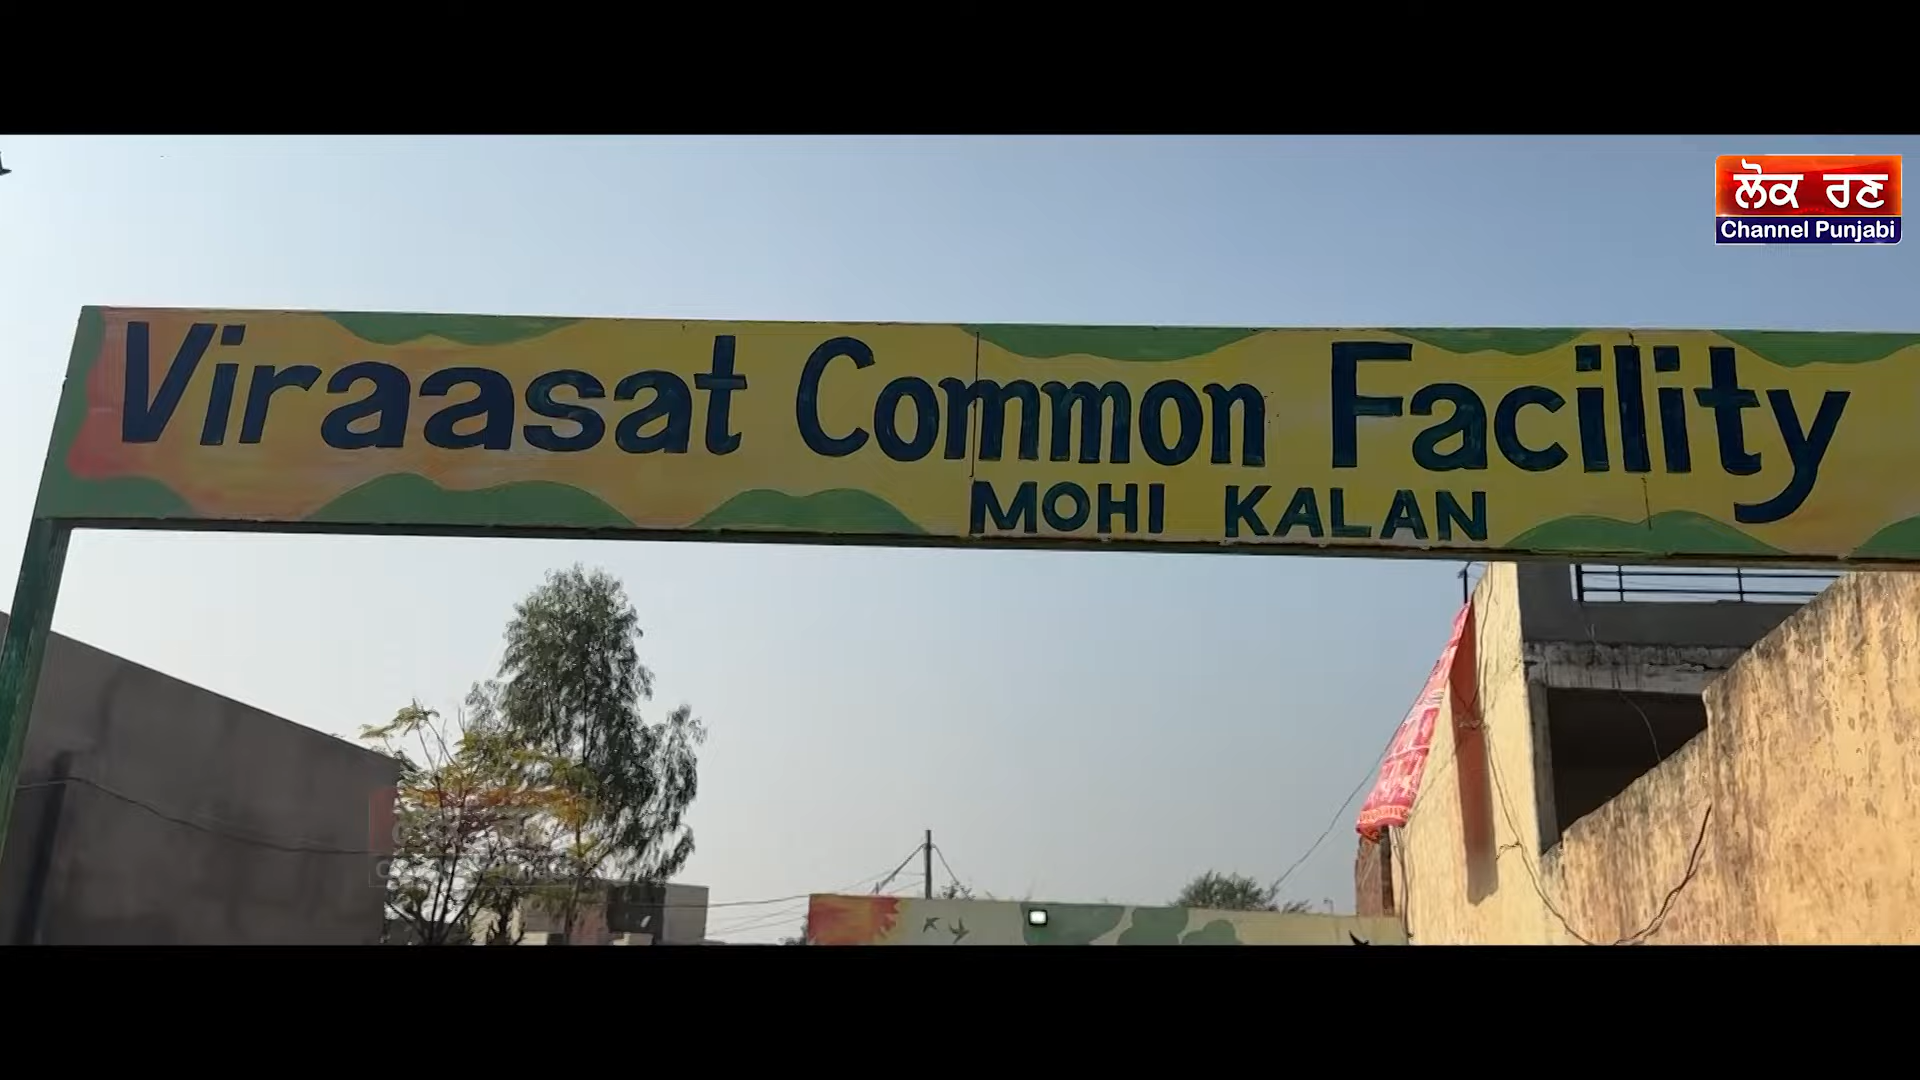 ਲੋਕ ਰਣ
Channel Punjabi
Viraasat Common Facility
MOHI KALAN